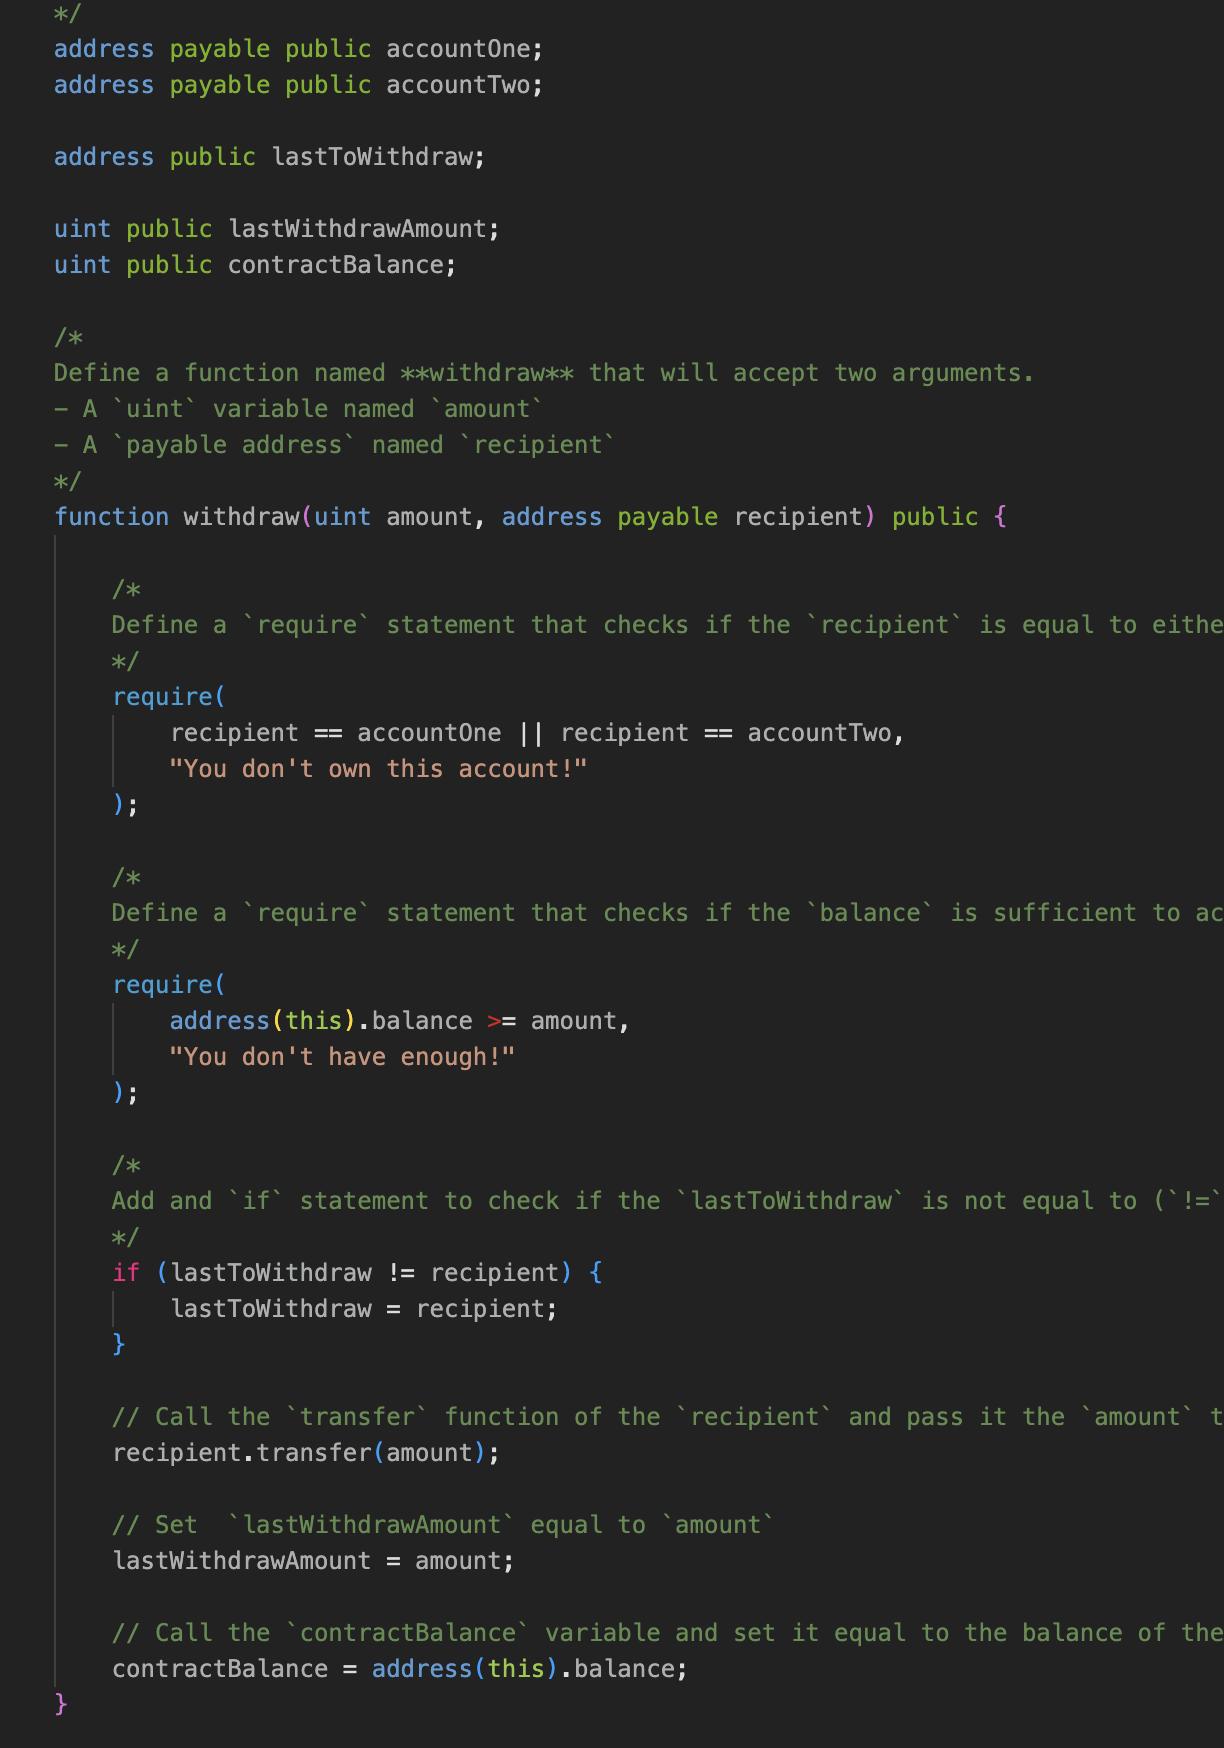 */
address payable public accountOne;
address payable public accountTwo;
address public lastToWithdraw;
uint public lastWithdrawAmount;
uint public contractBalance;
/*
Define a function named **withdraw** that will accept two arguments.
- A `uint` variable named `amount`
- A `payable address` named `recipient`
*/
function withdraw(uint amount, address payable recipient) public {
/*
Define a `require` statement that checks if the `recipient` is equal to eithe
*/
require(
recipient == accountOne || recipient == accountTwo,
"You don't own this account!"
);
/*
Define a `require` statement that checks if the `balance` is sufficient to ac
*/
require(
address(this).balance >= amount,
"You don't have enough!"
);
/*
Add and `if` statement to check if the `lastToWithdraw` is not equal to (`!=`
*/
if (lastToWithdraw != recipient) {
lastToWithdraw = recipient;
}
// Call the `transfer` function of the `recipient` and pass it the `amount` t
recipient.transfer(amount);
// Set  `lastWithdrawAmount` equal to `amount`
lastWithdrawAmount = amount;
// Call the `contractBalance` variable and set it equal to the balance of the
contractBalance = address(this).balance;
}